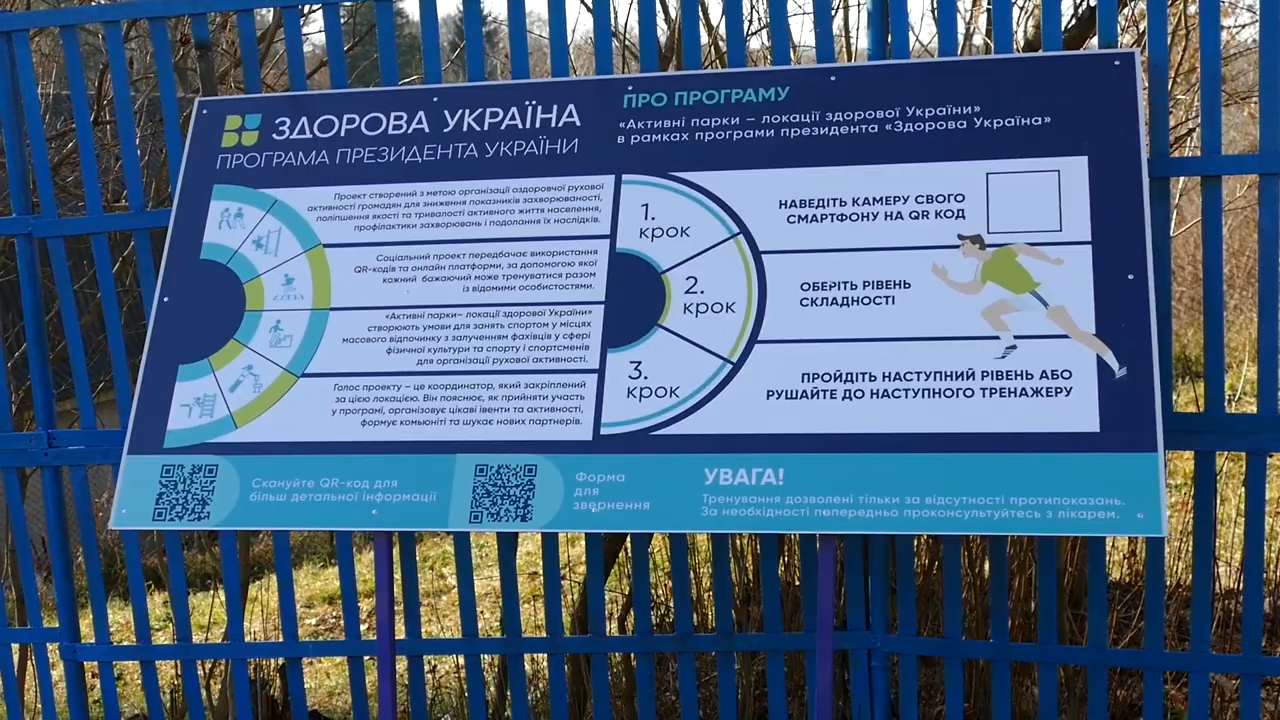 ЗДОРОВА УКРАЇНА
ПРОГРАМА ПРЕЗИДЕНТА УКРАЇНИ
ПРО ПРОГРАМУ
«Активні парки – локації здорової України»
в рамках програми президента «Здорова Україна»
Проект створений з метою організації оздоровчої рухової
активності громадян для зниження показників захворюваності,
поліпшення якості та тривалості активного життя населення,
профілактики захворювань і подолання їх наслідків.
Соціальний проект передбачає використання
QR-кодів та онлайн платформи, за допомогою якої
кожний бажаючий може тренуватися разом
із відомими особистостями.
«Активні парки– локації здорової України»
створюють умови для занять спортом у місцях
масового відпочинку з залученням фахівців у сфері
фізичної культури та спорту і спортсменів
для організації рухової активності.
Голос проекту – це координатор, який закріплений
за цією локацією. Він пояснює, як прийняти участь
у програмі, організовує цікаві івенти та активності,
формує комьюніті та шукає нових партнерів.
1.
крок
НАВЕДІТЬ КАМЕРУ СВОГО
СМАРТФОНУ НА QR КОД
2.
крок
ОБЕРІТЬ РІВЕНЬ
СКЛАДНОСТІ
3.
крок
ПРОЙДІТЬ НАСТУПНИЙ РІВЕНЬ АБО
РУШАЙТЕ ДО НАСТУПНОГО ТРЕНАЖЕРУ
Скануйте QR-код для
більш детальної інформації
Форма
для
звернення
УВАГА!
Тренування дозволені тільки за відсутності протипоказань.
За необхідності попередньо проконсультуйтесь з лікарем.